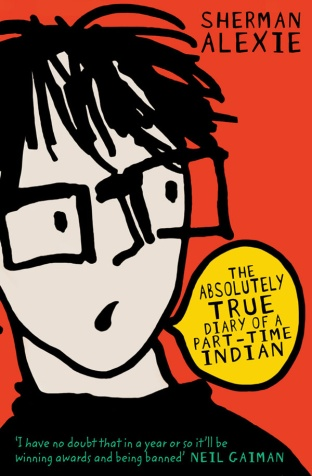 SHERMAN
ALEXIE
THE
ABSOLUTELY
TRUE
DIARY OF A
PART-TIME
INDIAN
'I have no doubt that in a year or so it'll be
winning awards and being banned' NEIL GAIMAN